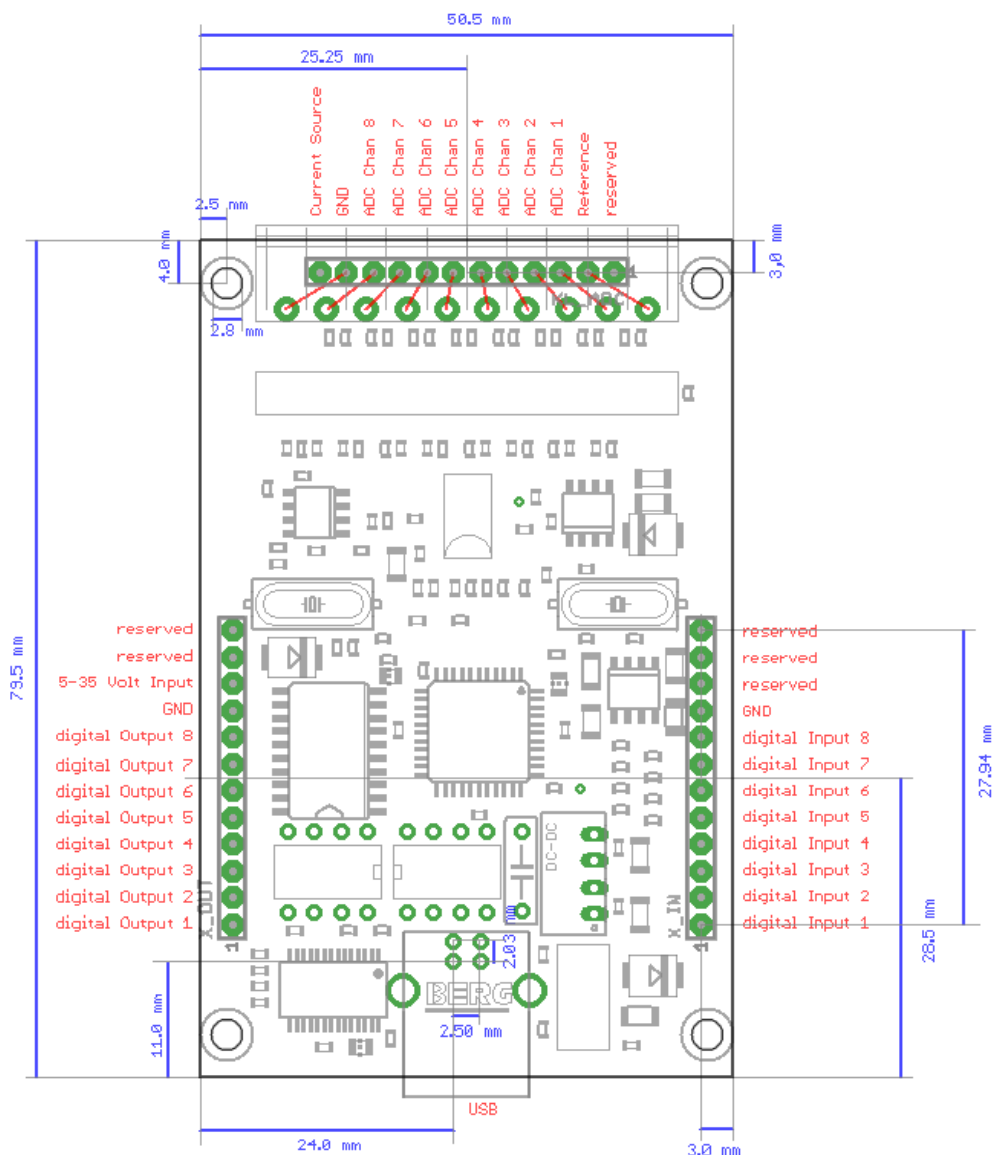 50.5 mm
25.25 mm
Current Source
GND
ADC Chan 8
ADC Chan 7
ADC Chan 6
ADC Chan 5
ADC Chan 4
ADC Chan 3
ADC Chan 2
ADC Chan 1
Reference
reserved
2.5 mm
4.0 mm
3,0 mm
1
2.8 mm
79.5 mm
reserved
reserved
5-35 Volt Input
GND
digital Output 8
digital Output 7
digital Output 6
digital Output 5
digital Output 4
digital Output 3
digital Output 2
digital Output 1
X_OUT
1
reserved
reserved
reserved
GND
digital Input 8
digital Input 7
digital Input 6
digital Input 5
digital Input 4
digital Input 3
digital Input 2
digital Input 1
X_IN
1
27.94 mm
28.5 mm
DC-DC
2.03 mm
BERG
2.50 mm
11.0 mm
USB
24.0 mm
3.0 mm